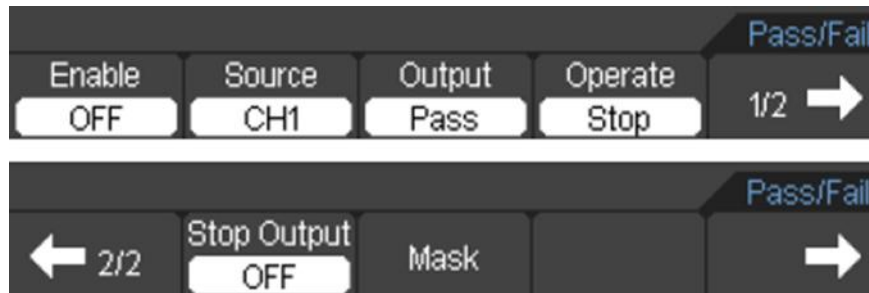 Pass/Fail
Enable Source Output Operate
OFF CH1 Pass Stop 1/2
Pass/Fail
2/2 Stop Output Mask
OFF